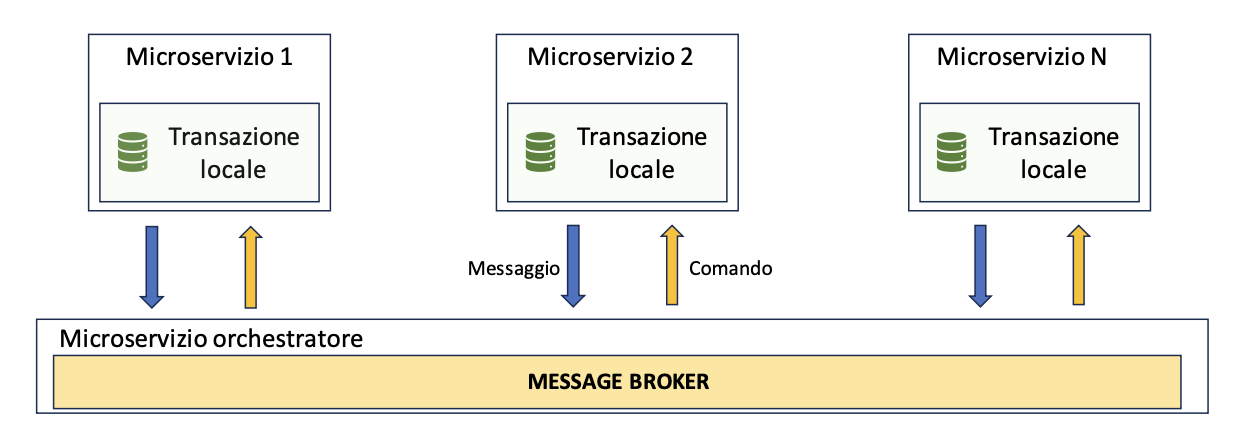 Microservizio 1
Transazione
locale
Microservizio 2
Transazione
locale
Microservizio N
Transazione
locale
Messaggio
Comando
Microservizio orchestratore
MESSAGE BROKER